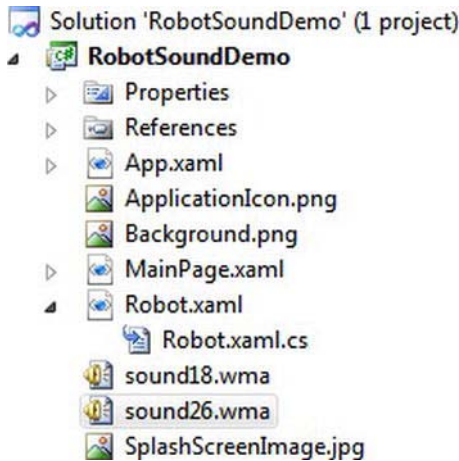 Solution 'RobotSoundDemo' (1 project)
RobotSoundDemo
Properties
References
App.xaml
ApplicationIcon.png
Background.png
MainPage.xaml
Robot.xaml
Robot.xaml.cs
sound18.wma
sound26.wma
SplashScreenImage.jpg